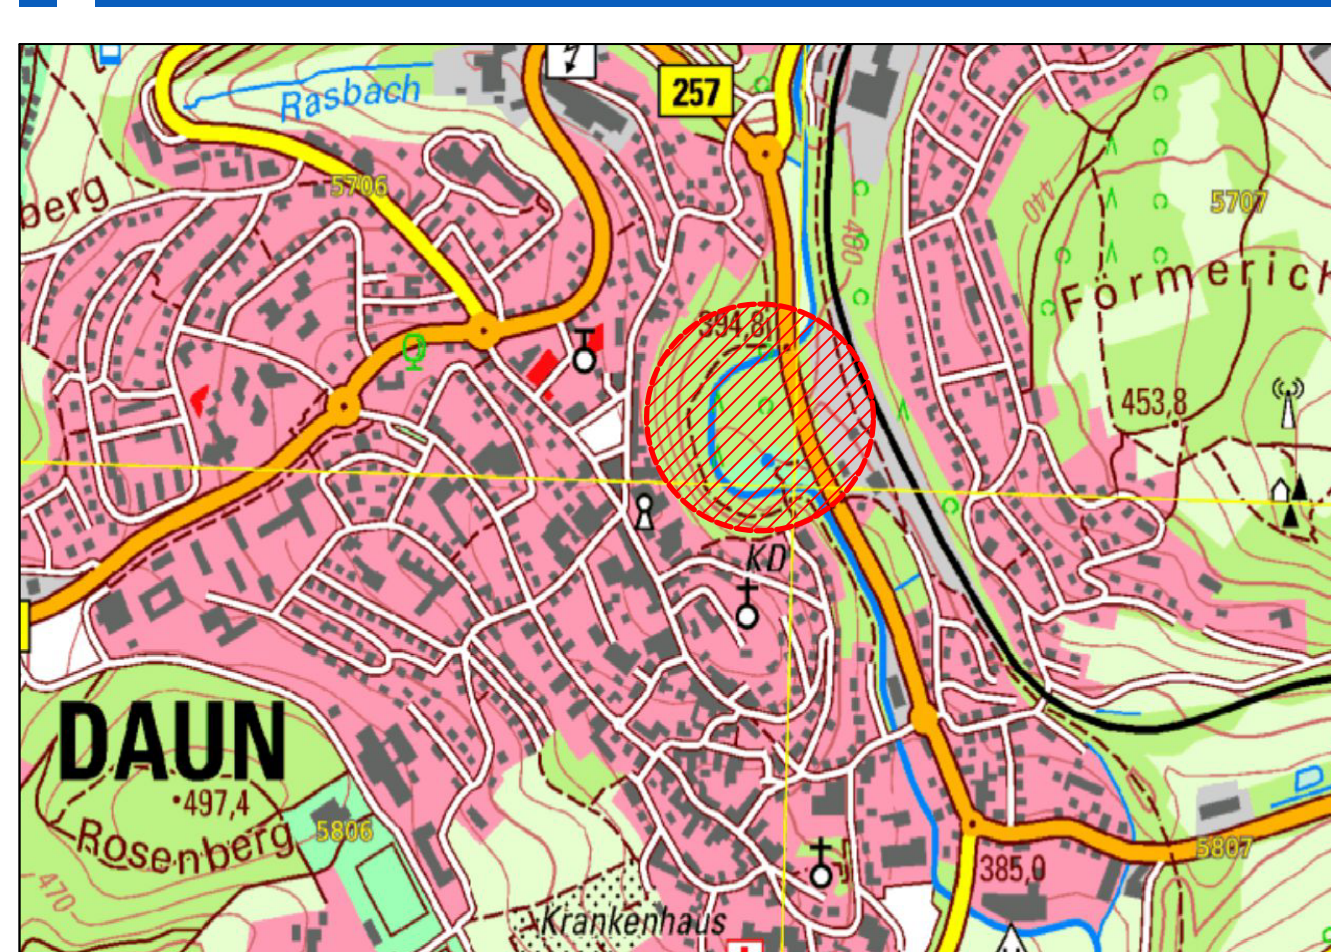 Rasbach
257
5706
berg
440
5707
480
Förmerich
394,8
453,8
KD
DAUN
497,4
Rosenberg
5806
5807
D
385,0
470
Krankenhaus